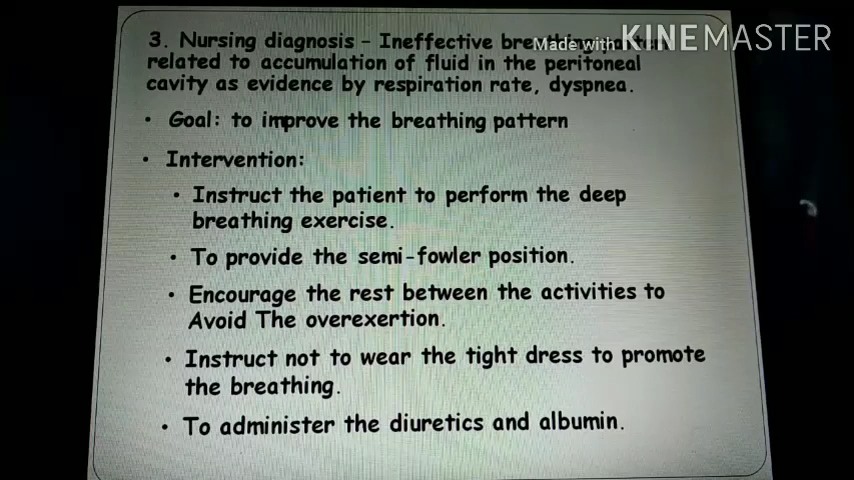 Made with KINEMASTER
3. Nursing diagnosis - Ineffective
related to accumulation of fluid in the peritoneal
cavity as evidence by respiration rate, dyspnea.
• Goal: to improve the breathing pattern
• Intervention:
• Instruct the patient to perform the deep
breathing exercise.
• To provide the semi-fowler position.
• Encourage the rest between the activities to
Avoid The overexertion.
• Instruct not to wear the tight dress to promote
the breathing.
• To administer the diuretics and albumin.